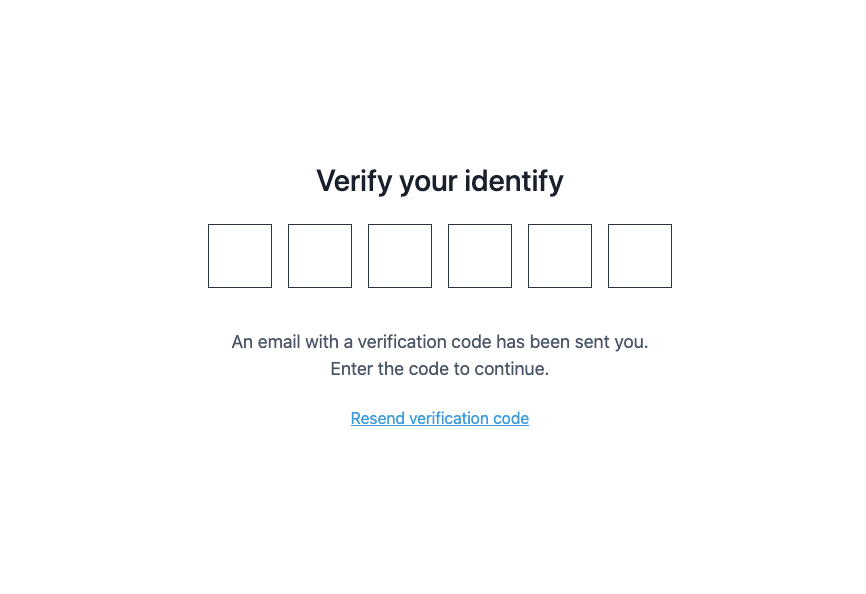 Verify your identify
An email with a verification code has been sent you.
Enter the code to continue.
Resend verification code